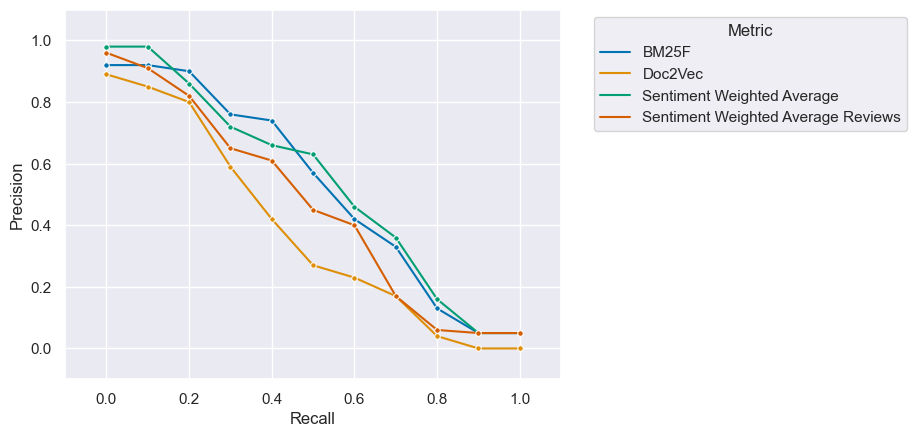 1.0
0.8
0.6
0.4
0.2
0.0
Precision
0.0 0.2 0.4 0.6 0.8 1.0
Recall
Metric
BM25F
Doc2Vec
Sentiment Weighted Average
Sentiment Weighted Average Reviews